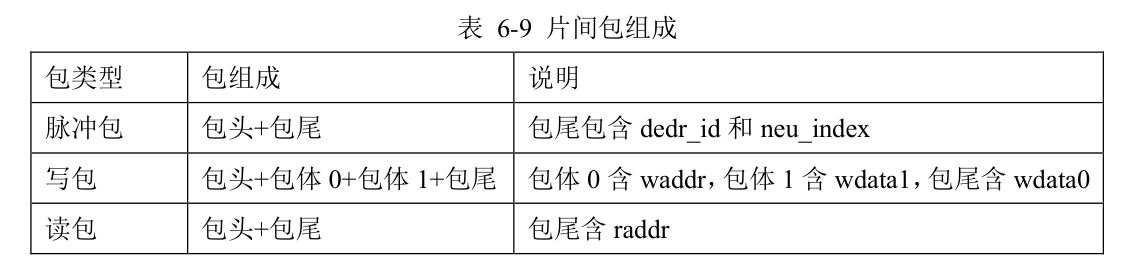 表 6-9 片间包组成
包类型 包组成 说明
脉冲包 包头+包尾 包尾包含 dedr_id 和 neu_index
写包 包头+包体 0+包体 1+包尾 包体 0 含 waddr，包体 1 含 wdata1，包尾含 wdata0
读包 包头+包尾 包尾含 raddr